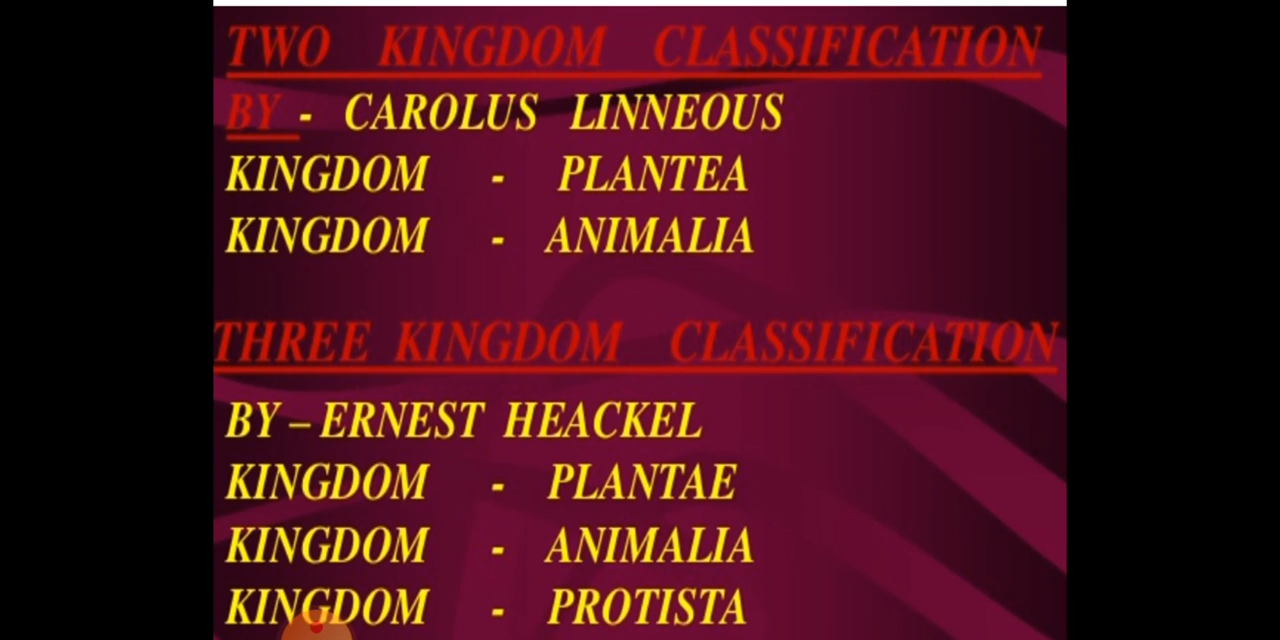 TWO KINGDOM CLASSIFICATION
BY - CAROLUS LINNEOUS
KINGDOM - PLANTEA
KINGDOM - ANIMALIA
THREE KINGDOM CLASSIFICATION
BY – ERNEST HEACKEL
KINGDOM - PLANTAE
KINGDOM - ANIMALIA
KINGDOM - PROTISTA